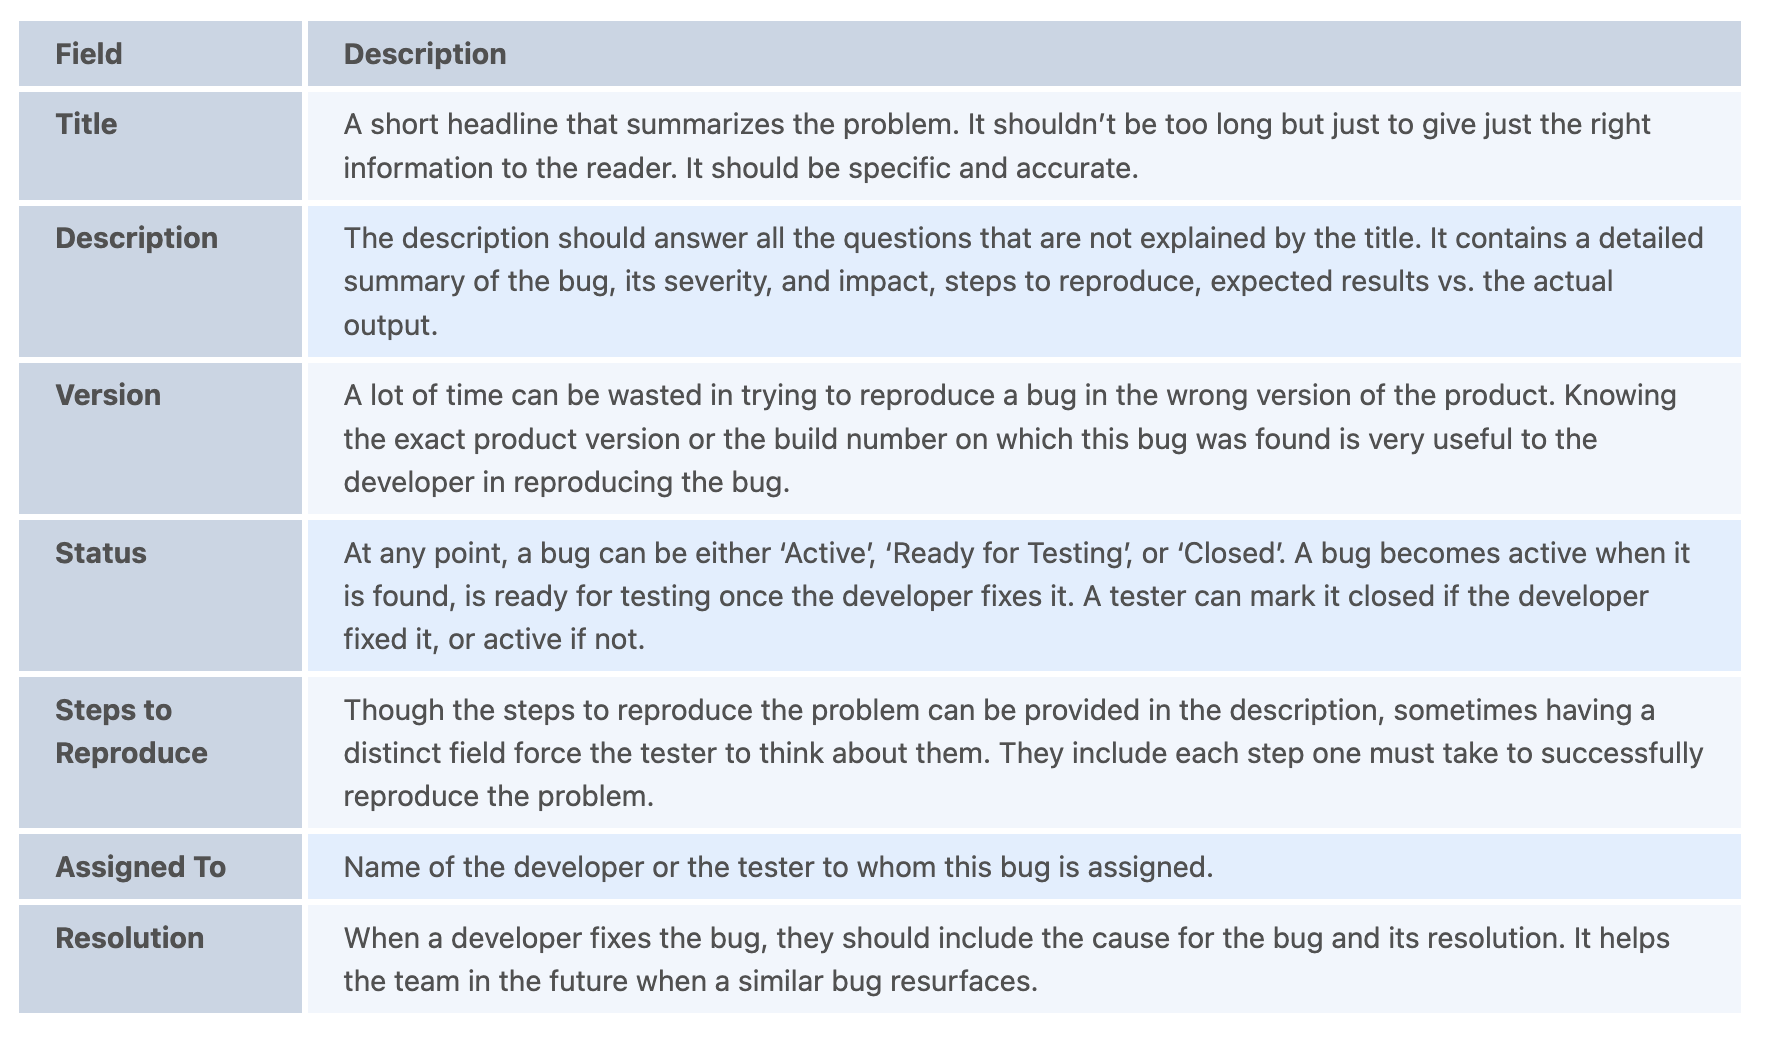 Field
Description
Title
A short headline that summarizes the problem. It shouldn’t be too long but just to give just the right
information to the reader. It should be specific and accurate.
Description
The description should answer all the questions that are not explained by the title. It contains a detailed
summary of the bug, its severity, and impact, steps to reproduce, expected results vs. the actual
output.
Version
A lot of time can be wasted in trying to reproduce a bug in the wrong version of the product. Knowing
the exact product version or the build number on which this bug was found is very useful to the
developer in reproducing the bug.
Status
At any point, a bug can be either ‘Active’, ‘Ready for Testing’, or ‘Closed’. A bug becomes active when it
is found, is ready for testing once the developer fixes it. A tester can mark it closed if the developer
fixed it, or active if not.
Steps to
Reproduce
Though the steps to reproduce the problem can be provided in the description, sometimes having a
distinct field force the tester to think about them. They include each step one must take to successfully
reproduce the problem.
Assigned To
Name of the developer or the tester to whom this bug is assigned.
Resolution
When a developer fixes the bug, they should include the cause for the bug and its resolution. It helps
the team in the future when a similar bug resurfaces.